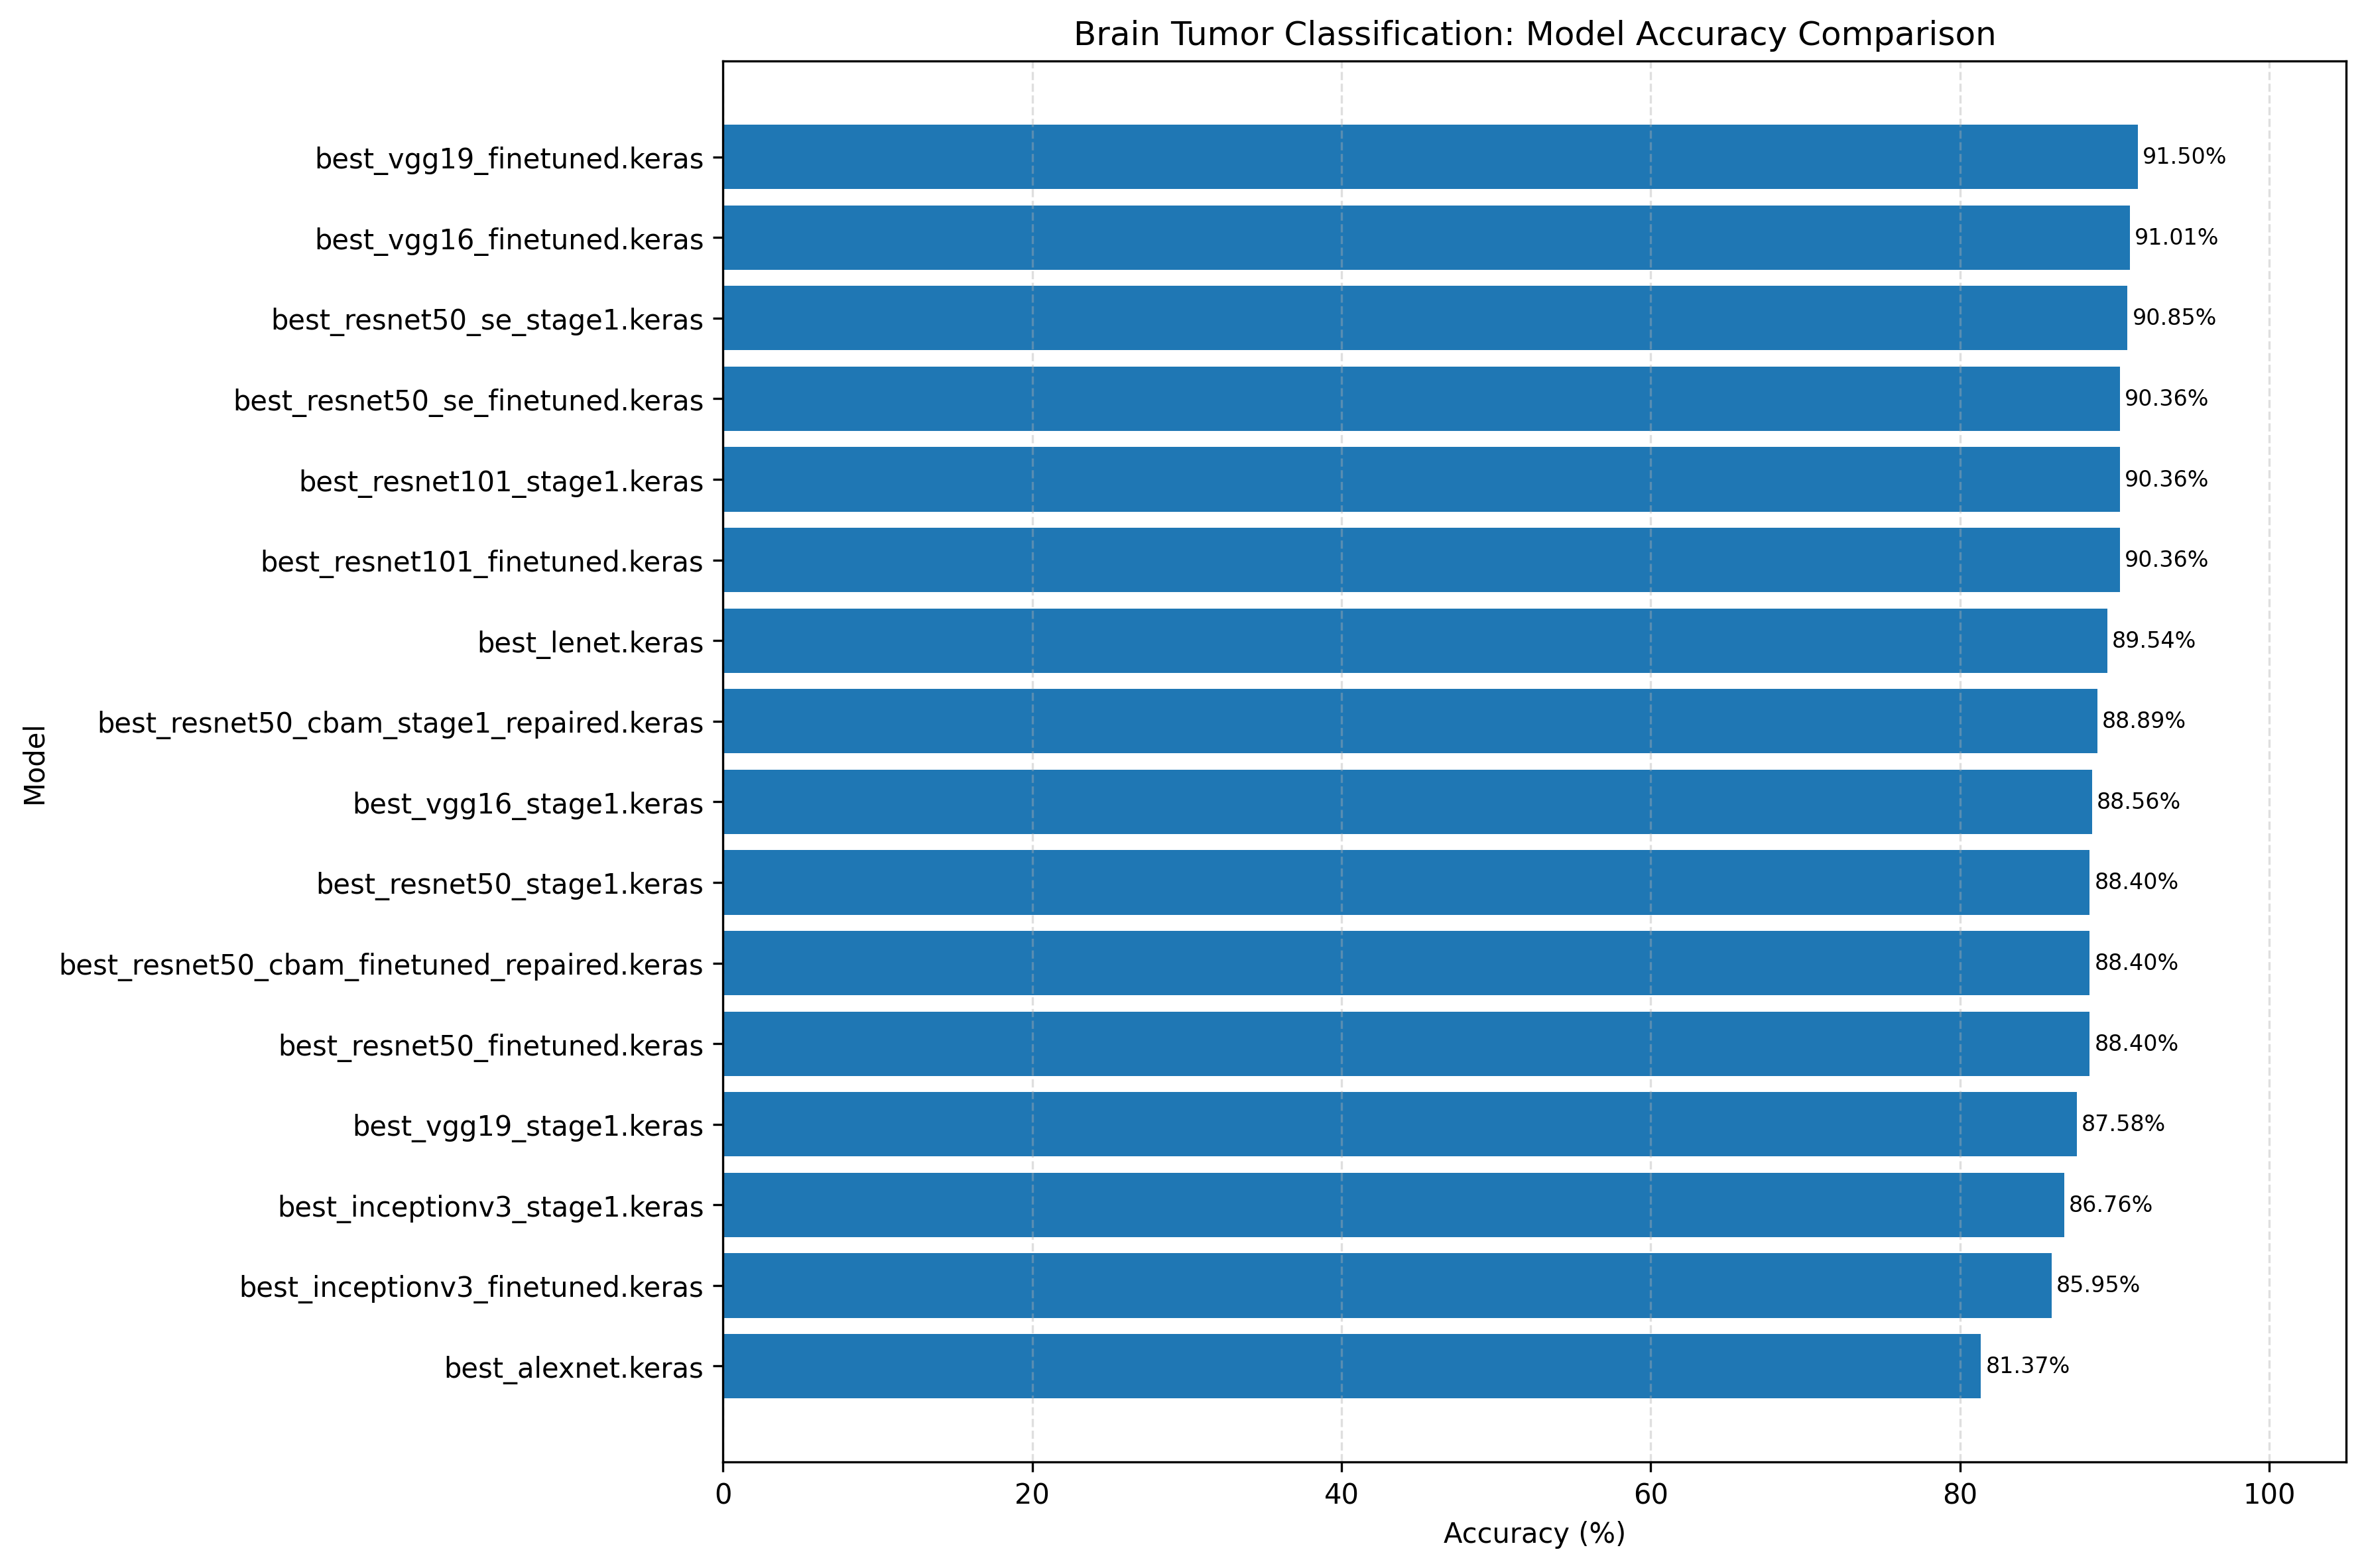 Brain Tumor Classification: Model Accuracy Comparison
best_vgg19_finetuned.keras 91.50%
best_vgg16_finetuned.keras 91.01%
best_resnet50_se_stage1.keras 90.85%
best_resnet50_se_finetuned.keras 90.36%
best_resnet101_stage1.keras 90.36%
best_resnet101_finetuned.keras 90.36%
best_lenet.keras 89.54%
best_resnet50_cbam_stage1_repaired.keras 88.89%
Model
best_vgg16_stage1.keras 88.56%
best_resnet50_stage1.keras 88.40%
best_resnet50_cbam_finetuned_repaired.keras 88.40%
best_resnet50_finetuned.keras 88.40%
best_vgg19_stage1.keras 87.58%
best_inceptionv3_stage1.keras 86.76%
best_inceptionv3_finetuned.keras 85.95%
best_alexnet.keras 81.37%
0 20 40 60 80 100
Accuracy (%)